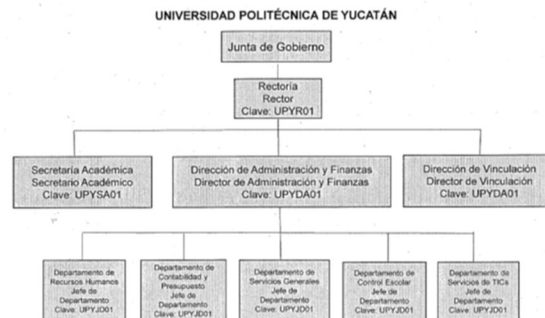 UNIVERSIDAD POLITÉCNICA DE YUCATÁN
Junta de Gobierno
Rectoría
Rector
Clave: UPYR01
Secretaría Académica
Secretario Académico
Clave: UPYSA01
Dirección de Administración y Finanzas
Director de Administración y Finanzas
Clave: UPYDA01
Dirección de Vinculación
Director de Vinculación
Clave: UPYDA01
Departamento de
Recursos Humanos
Jefe de
Departamento
Clave: UPYJD01
Departamento de
Contabilidad y
Presupuesto
Jefe de
Departamento
Clave: UPYJD01
Departamento de
Servicios Generales
Jefe de
Departamento
Clave: UPYJD01
Departamento de
Control Escolar
Jefe de
Departamento
Clave: UPYJD01
Departamento de
Servicios de TICs
Jefe de
Departamento
Clave: UPYJD01